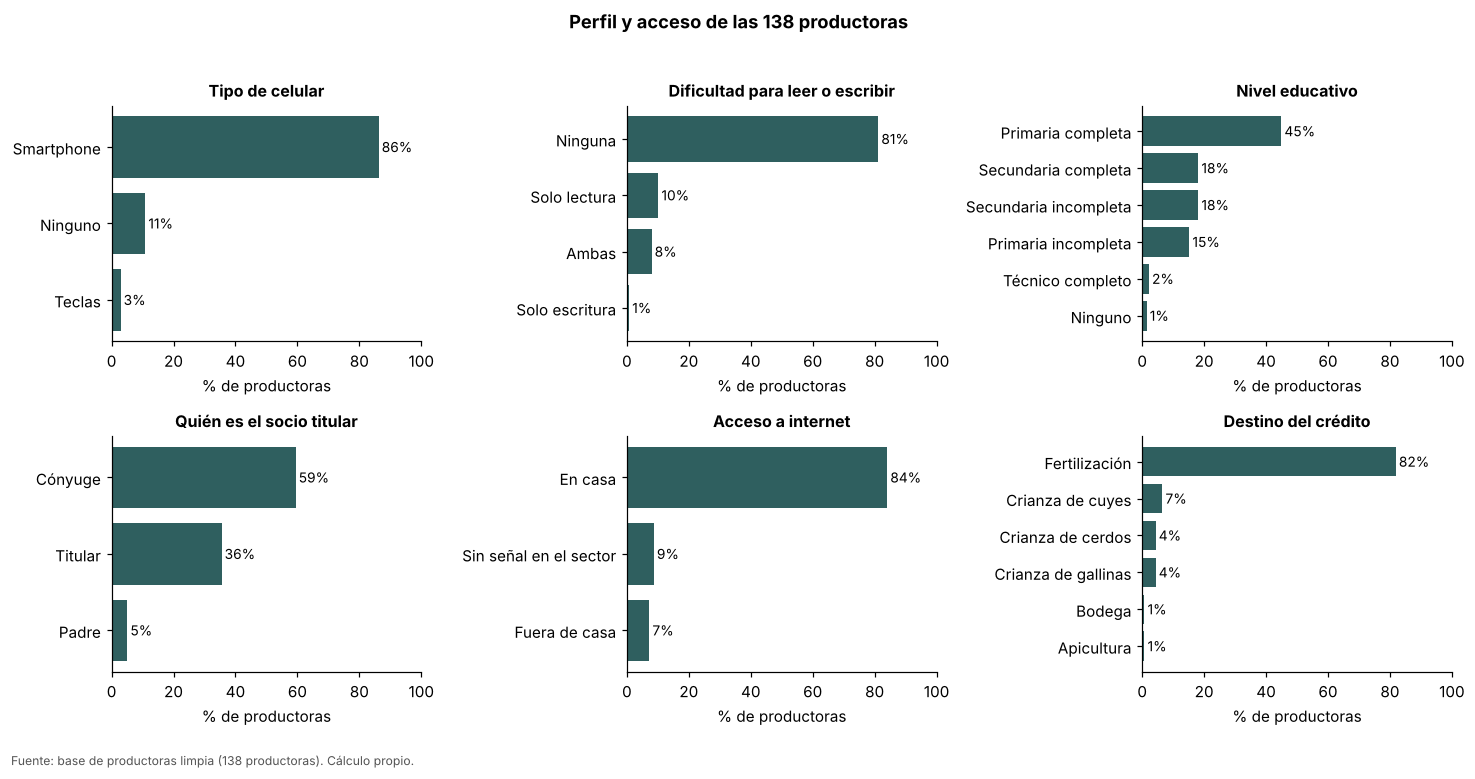 Perfil y acceso de las 138 productoras
Tipo de celular
Smartphone 86%
Ninguno 11%
Teclas 3%
0 20 40 60 80 100
% de productoras
Dificultad para leer o escribir
Ninguna 81%
Solo lectura 10%
Ambas 8%
Solo escritura 1%
0 20 40 60 80 100
% de productoras
Nivel educativo
Primaria completa 45%
Secundaria completa 18%
Secundaria incompleta 18%
Primaria incompleta 15%
Técnico completo 2%
Ninguno 1%
0 20 40 60 80 100
% de productoras
Quién es el socio titular
Cónyuge 59%
Titular 36%
Padre 5%
0 20 40 60 80 100
% de productoras
Acceso a internet
En casa 84%
Sin señal en el sector 9%
Fuera de casa 7%
0 20 40 60 80 100
% de productoras
Destino del crédito
Fertilización 82%
Crianza de cuyes 7%
Crianza de cerdos 4%
Crianza de gallinas 4%
Bodega 1%
Apicultura 1%
0 20 40 60 80 100
% de productoras
Fuente: base de productoras limpia (138 productoras). Cálculo propio.